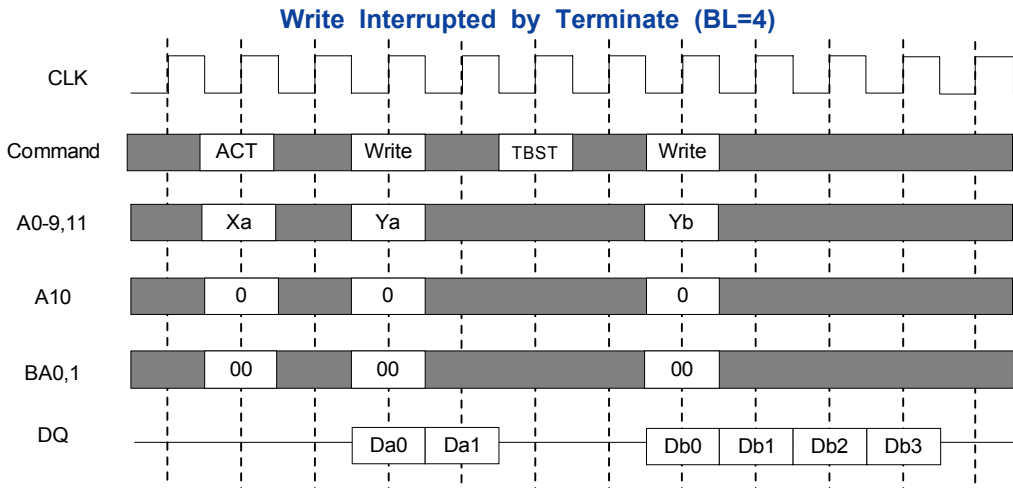 Write Interrupted by Terminate (BL=4)
CLK
Command ACT Write TBST Write
A0-9,11 Xa Ya Yb
A10 0 0 0
BA0,1 00 00 00
DQ Da0 Da1 Db0 Db1 Db2 Db3